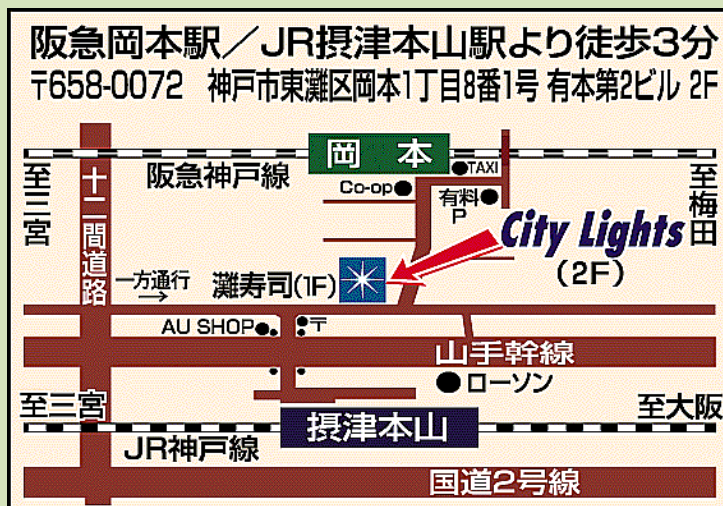 阪急岡本駅／JR摂津本山駅より徒歩3分
〒658-0072 神戸市東灘区岡本1丁目8番1号 有本第2ビル 2F
岡 本
TAXI
至三宮
十二間道路
阪急神戸線
Co-op
有料
P
至梅田
City Lights
(2F)
一方通行
→
灘寿司(1F)
AU SHOP
〒
山手幹線
ローソン
至三宮
至大阪
摂津本山
JR神戸線
国道2号線